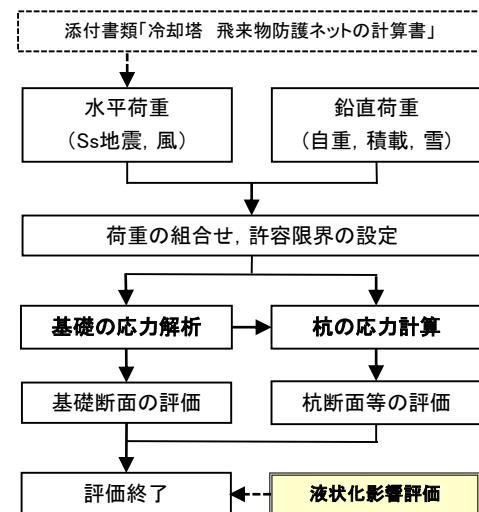 添付書類「冷却塔 飛来物防護ネットの計算書」
水平荷重
（Ss地震，風）
鉛直荷重
（自重，積載，雪）
荷重の組合せ，許容限界の設定
基礎の応力解析
杭の応力計算
基礎断面の評価
杭断面等の評価
評価終了
液状化影響評価